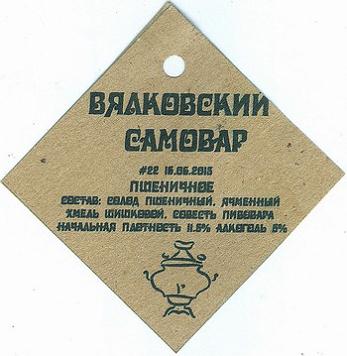 ВЯЛКОВСКИЙ
САМОВАР
#22 16.06.2015
ПШЕНИЧНОЕ
СОСТАВ: СОЛОД ПШЕНИЧНЫЙ, ЯЧМЕННЫЙ
ХМЕЛЬ ШИШКОВОЙ, СОВЕСТЬ ПИВОВАРА
НАЧАЛЬНАЯ ПЛОТНОСТЬ 11.5% АЛКОГОЛЬ 5%